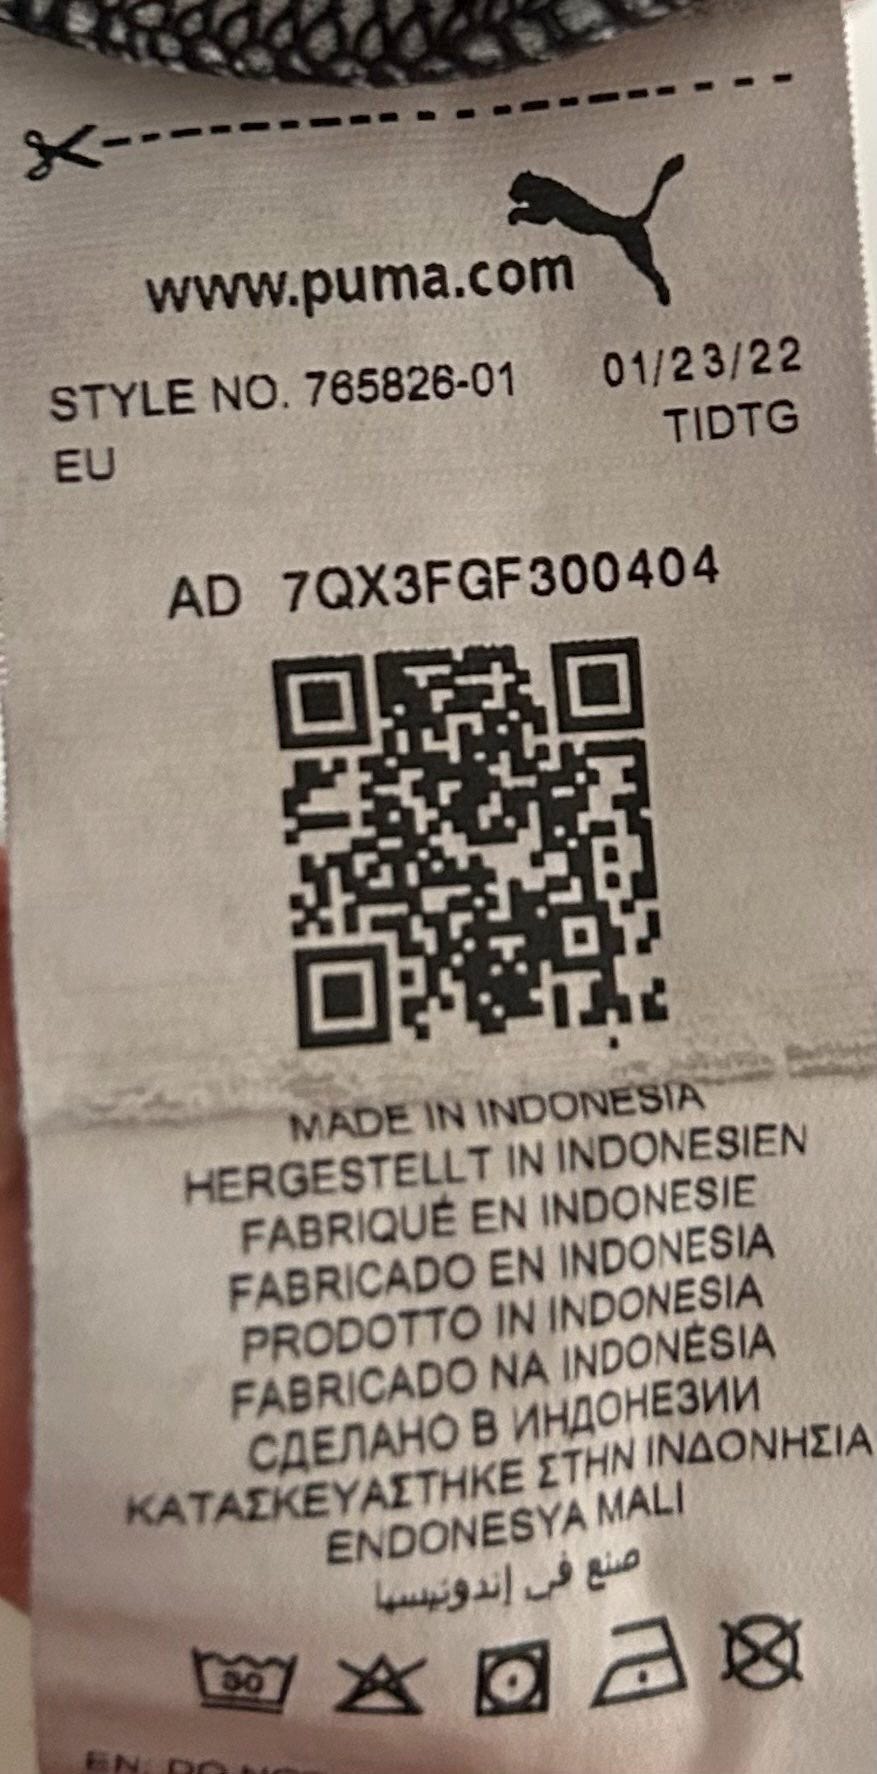 www.puma.com
STYLE NO. 765826-01 01/23/22
EU TIDTG
AD 7QX3FGF300404
MADE IN INDONESIA
HERGESTELLT IN INDONESIEN
FABRIQUÉ EN INDONESIE
FABRICADO EN INDONESIA
PRODOTTO IN INDONESIA
FABRICADO NA INDONÉSIA
СДЕЛАНО В ИНДОНЕЗИИ
ΚΑΤΑΣΚΕΥΑΣΤΗΚΕ ΣΤΗΝ ΙΝΔΟΝΗΣΙΑ
ENDONESYA MALI
صنع في إندونيسيا
30
EN: DO